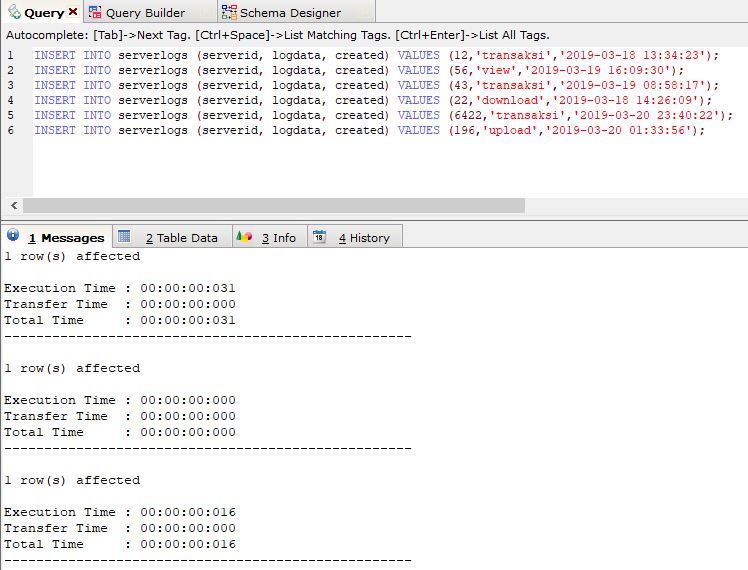 Query Query Builder Schema Designer
Autocomplete: [Tab]->Next Tag. [Ctrl+Space]->List Matching Tags. [Ctrl+Enter]->List All Tags.
1 INSERT INTO serverlogs (serverid, logdata, created) VALUES (12,'transaksi','2019-03-18 13:34:23');
2 INSERT INTO serverlogs (serverid, logdata, created) VALUES (56,'view','2019-03-19 16:09:30');
3 INSERT INTO serverlogs (serverid, logdata, created) VALUES (43,'transaksi','2019-03-19 08:58:17');
4 INSERT INTO serverlogs (serverid, logdata, created) VALUES (22,'download','2019-03-18 14:26:09');
5 INSERT INTO serverlogs (serverid, logdata, created) VALUES (6422,'transaksi','2019-03-20 23:40:22');
6 INSERT INTO serverlogs (serverid, logdata, created) VALUES (196,'upload','2019-03-20 01:33:56');
1 Messages 2 Table Data 3 Info 18 4 History
1 row(s) affected
Execution Time : 00:00:00:031
Transfer Time : 00:00:00:000
Total Time : 00:00:00:031
---------------------------------------------------
1 row(s) affected
Execution Time : 00:00:00:000
Transfer Time : 00:00:00:000
Total Time : 00:00:00:000
---------------------------------------------------
1 row(s) affected
Execution Time : 00:00:00:016
Transfer Time : 00:00:00:000
Total Time : 00:00:00:016
---------------------------------------------------